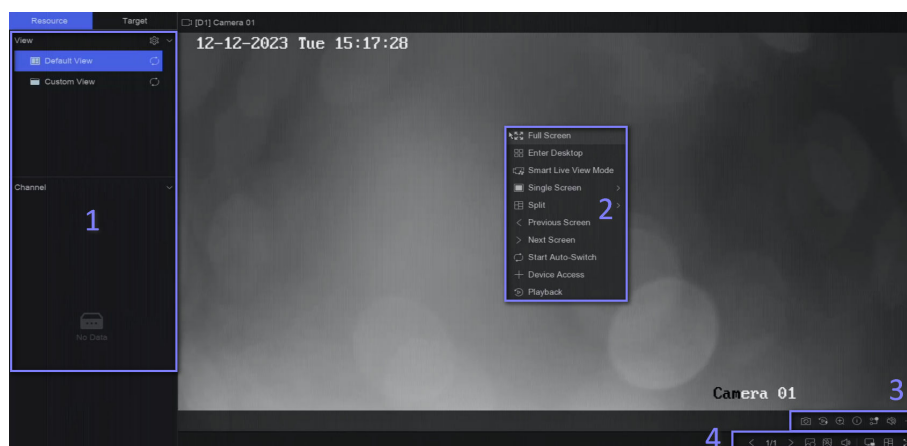 Resource Target [D1] Camera 01
View
12-12-2023 Tue 15:17:28
Default View
Custom View
Channel
1
No Data
Full Screen
Enter Desktop
Smart Live View Mode
Single Screen >
Split >
2
< Previous Screen
> Next Screen
Start Auto-Switch
Device Access
Playback
Camera 01
3
4
< 1/1 >